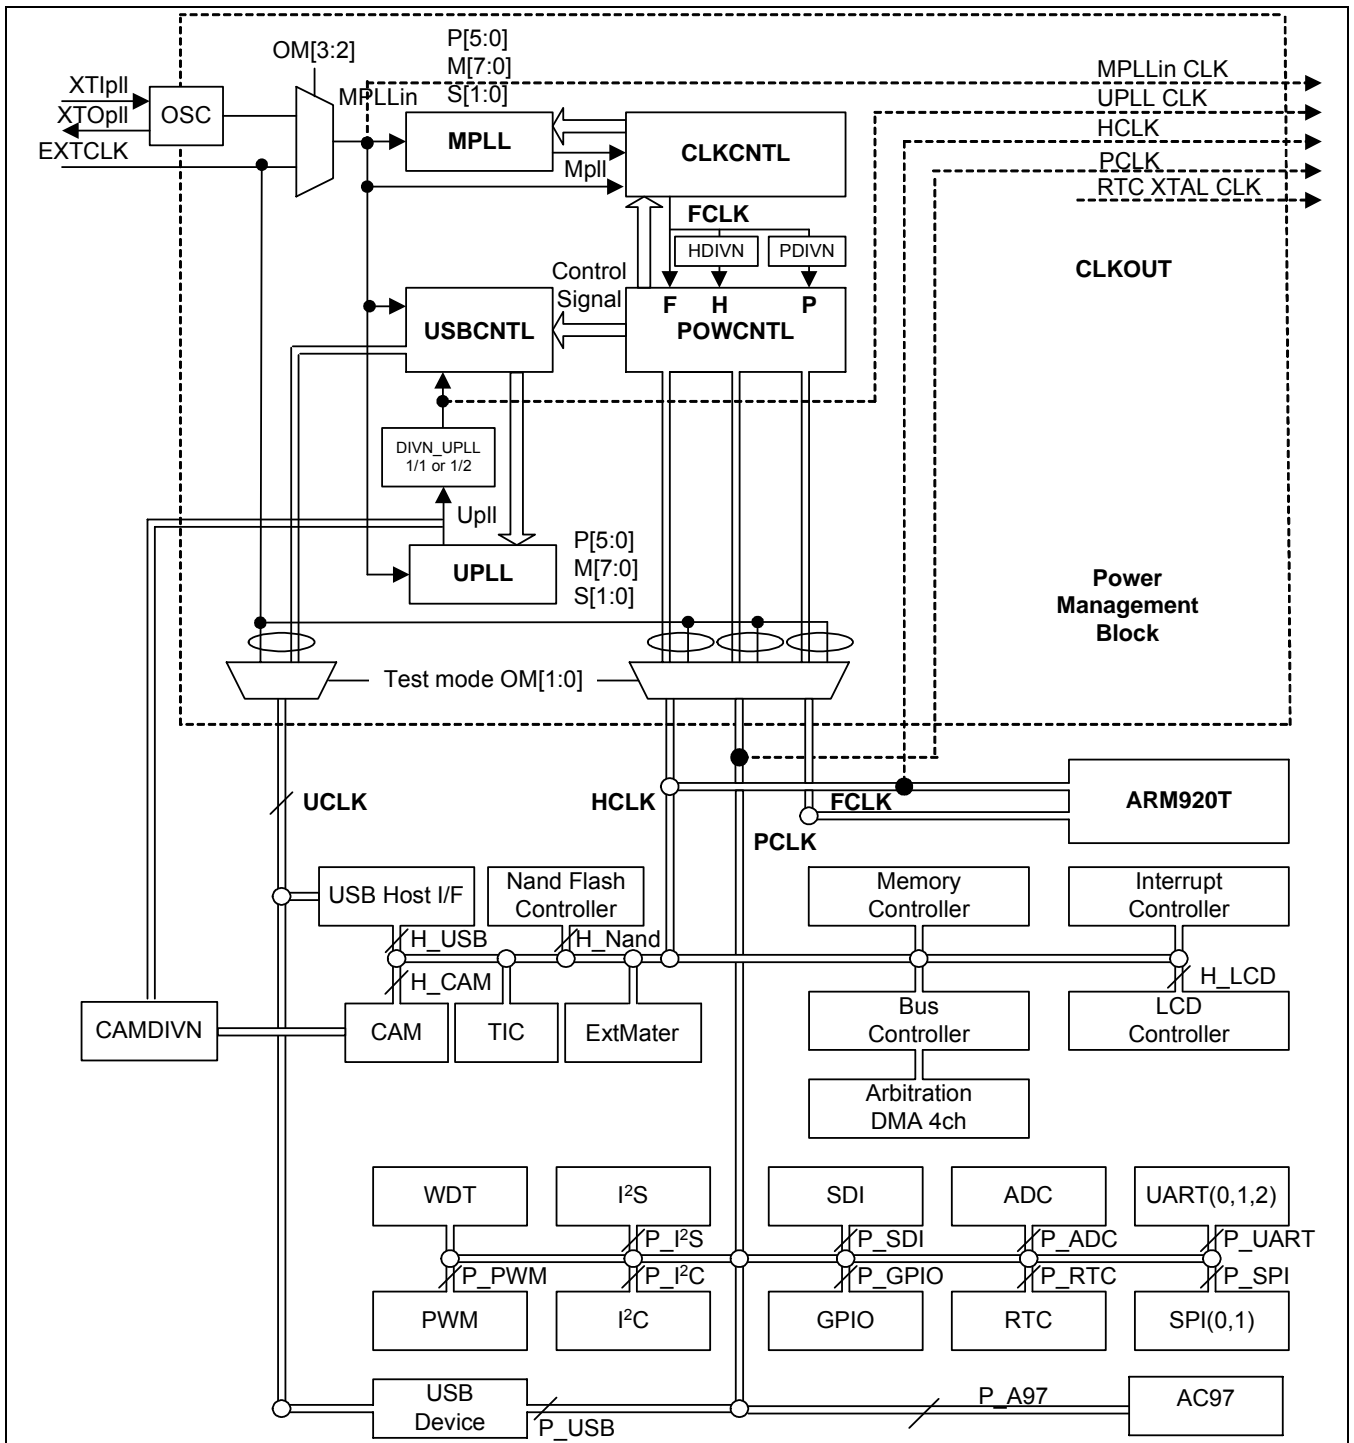 OM[3:2]
P[5:0]
M[7:0]
S[1:0]
XTIpll
XTOpll
EXTCLK
OSC
MPLLin
MPLL
Mpll
CLKCNTL
MPLLin CLK
UPLL CLK
HCLK
PCLK
RTC XTAL CLK
CLKOUT
FCLK
HDIVN
PDIVN
Control
Signal
F H P
POWCNTL
USBCNTL
DIVN_UPLL
1/1 or 1/2
Upll
UPLL
P[5:0]
M[7:0]
S[1:0]
Power
Management
Block
Test mode OM[1:0]
UCLK
HCLK
FCLK
PCLK
ARM920T
USB Host I/F
Nand Flash
Controller
Memory
Controller
Interrupt
Controller
H_USB
H_Nand
H_CAM
H_LCD
CAMDIVN
CAM
TIC
ExtMater
Bus
Controller
LCD
Controller
Arbitration
DMA 4ch
WDT
I²S
SDI
ADC
UART(0,1,2)
P_I²S
P_SDI
P_ADC
P_UART
P_PWM
P_I²C
P_GPIO
P_RTC
P_SPI
PWM
I²C
GPIO
RTC
SPI(0,1)
USB
Device
P_USB
P_A97
AC97